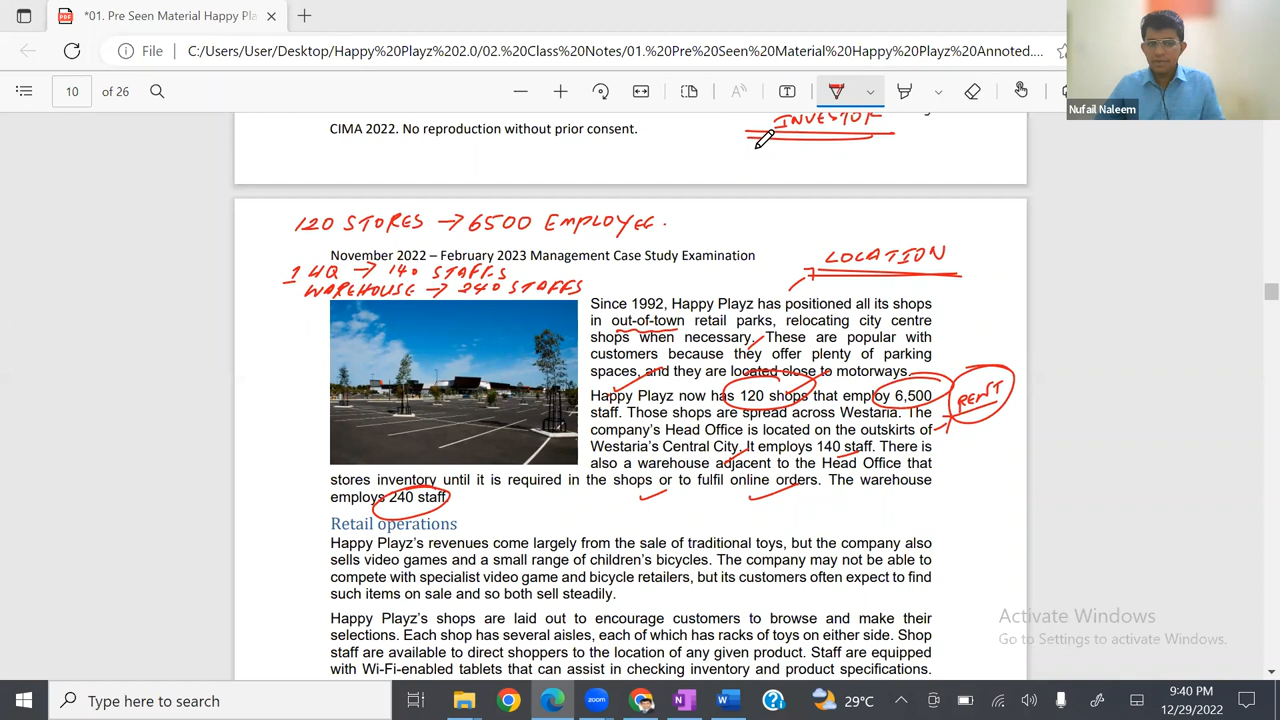 *01. Pre Seen Material Happy Pla
File
C:/Users/User/Desktop/Happy%20Playz%202.0/02.%20Class%20Notes/01.%20Pre%20Seen%20Material%20Happy%20Playz%20Annoted....
10 of 26
Nufail Naleem
INVESTOR
CIMA 2022. No reproduction without prior consent.
120 STORES → 6500 EMPLOYEE.
November 2022 – February 2023 Management Case Study Examination
LOCATION
1 HQ → 140 STAFFS
WAREHOUSE → 240 STAFFS
Since 1992, Happy Playz has positioned all its shops
in out-of-town retail parks, relocating city centre
shops when necessary. These are popular with
customers because they offer plenty of parking
spaces, and they are located close to motorways.
Happy Playz now has 120 shops that employ 6,500
RENT
staff. Those shops are spread across Westaria. The
company's Head Office is located on the outskirts of
Westaria's Central City. It employs 140 staff. There is
also a warehouse adjacent to the Head Office that
stores inventory until it is required in the shops or to fulfil online orders. The warehouse
employs 240 staff
Retail operations
Happy Playz's revenues come largely from the sale of traditional toys, but the company also
sells video games and a small range of children's bicycles. The company may not be able to
compete with specialist video game and bicycle retailers, but its customers often expect to find
such items on sale and so both sell steadily.
Happy Playz's shops are laid out to encourage customers to browse and make their
selections. Each shop has several aisles, each of which has racks of toys on either side. Shop
staff are available to direct shoppers to the location of any given product. Staff are equipped
with Wi-Fi-enabled tablets that can assist in checking inventory and product specifications.
Activate Windows
Go to Settings to activate Windows.
Type here to search
29°C
9:40 PM
12/29/2022